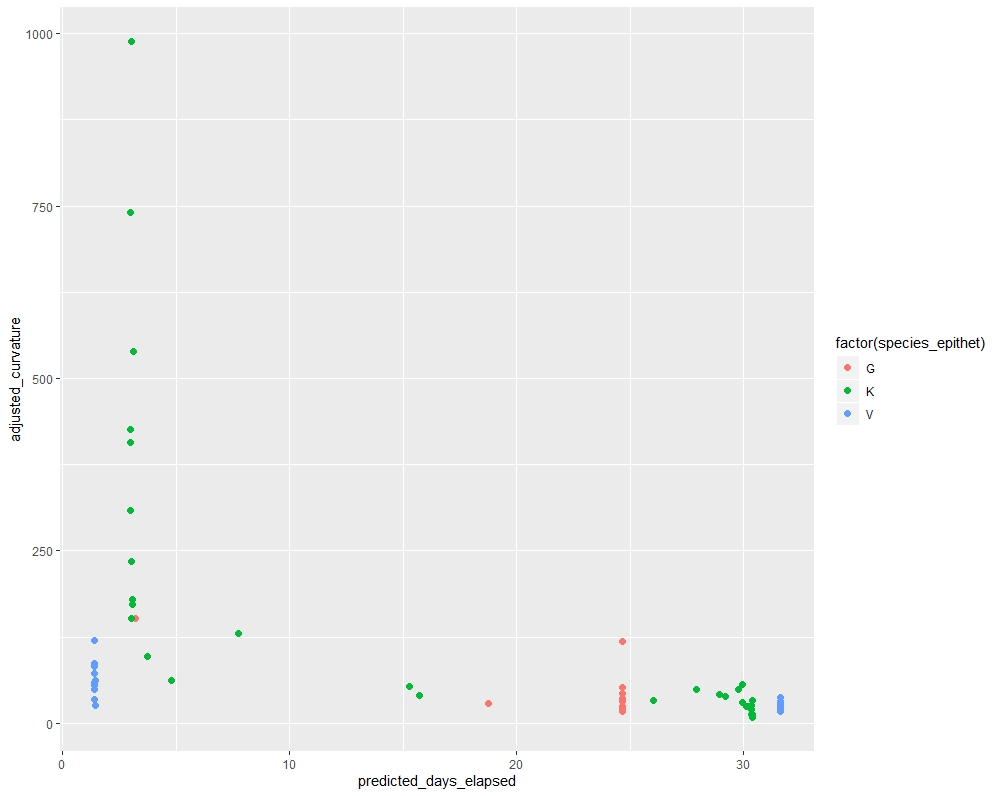 1000
750
500
250
0
adjusted_curvature
0 10 20 30
predicted_days_elapsed
factor(species_epithet)
G
K
V